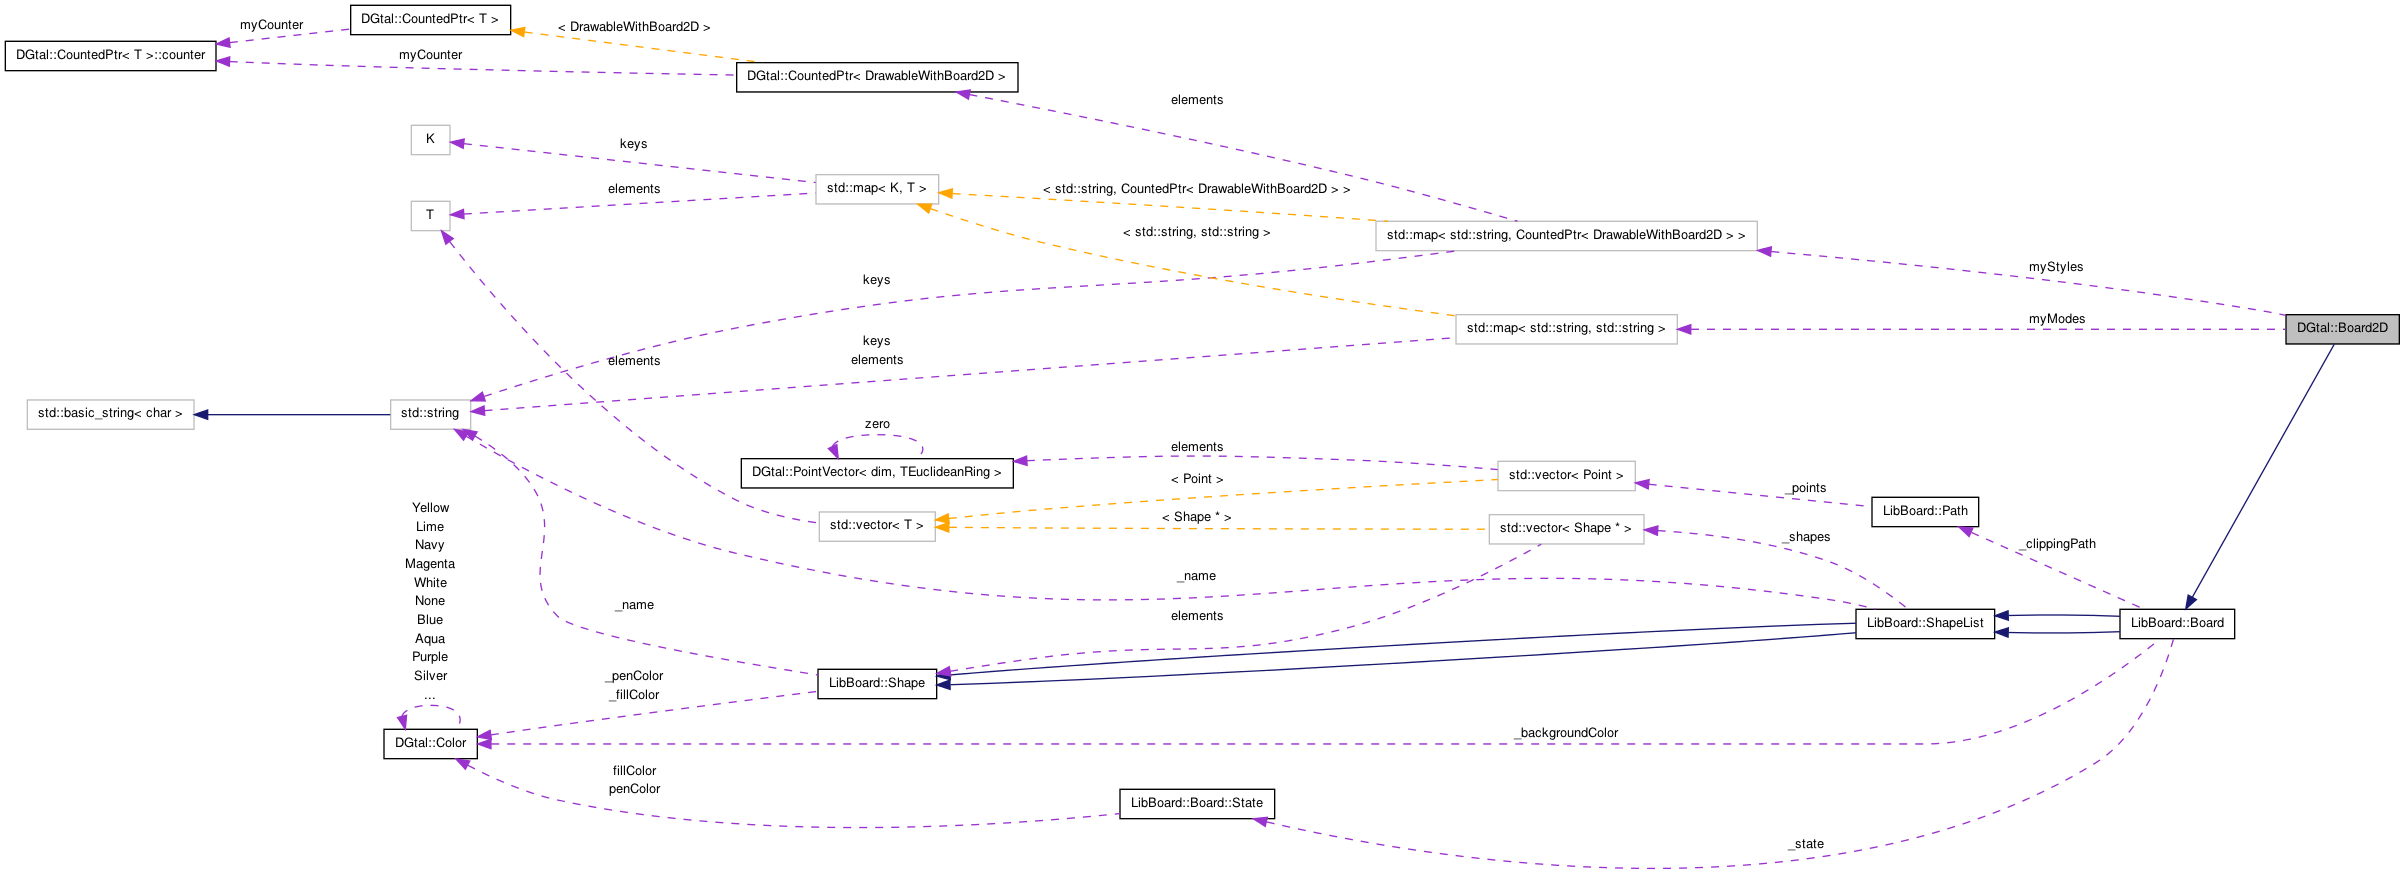 DGtal::CountedPtr< T >
myCounter
< DrawableWithBoard2D >
DGtal::CountedPtr< T >::counter
myCounter
DGtal::CountedPtr< DrawableWithBoard2D >
elements
K
keys
std::map< K, T >
elements
< std::string, CountedPtr< DrawableWithBoard2D > >
T
< std::string, std::string >
std::map< std::string, CountedPtr< DrawableWithBoard2D > >
myStyles
keys
myModes
std::map< std::string, std::string >
DGtal::Board2D
keys
elements
elements
std::basic_string< char >
std::string
zero
elements
DGtal::PointVector< dim, TEuclideanRing >
std::vector< Point >
< Point >
_points
LibBoard::Path
< Shape * >
std::vector< T >
std::vector< Shape * >
_shapes
_clippingPath
Yellow
Lime
Navy
Magenta
White
None
Blue
Aqua
Purple
Silver
...
_name
_name
elements
LibBoard::ShapeList
LibBoard::Board
_penColor
_fillColor
LibBoard::Shape
_backgroundColor
DGtal::Color
fillColor
penColor
LibBoard::Board::State
_state